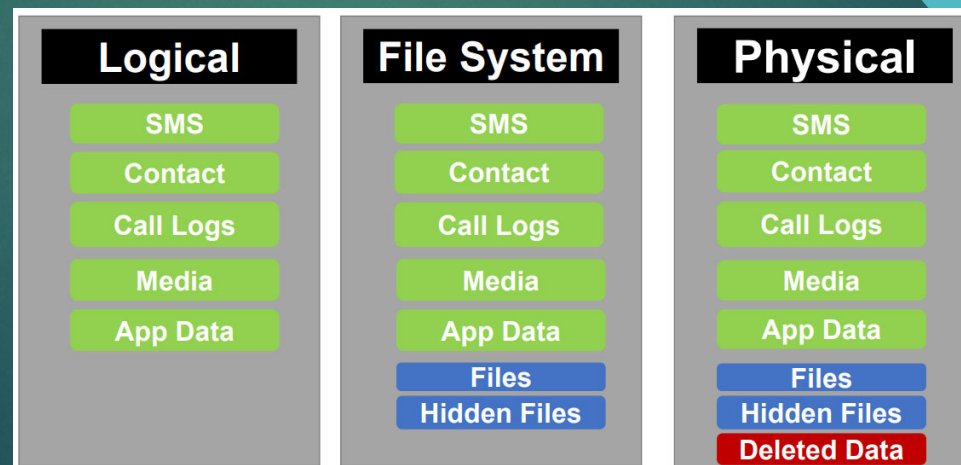 Logical
SMS
Contact
Call Logs
Media
App Data
File System
SMS
Contact
Call Logs
Media
App Data
Files
Hidden Files
Physical
SMS
Contact
Call Logs
Media
App Data
Files
Hidden Files
Deleted Data